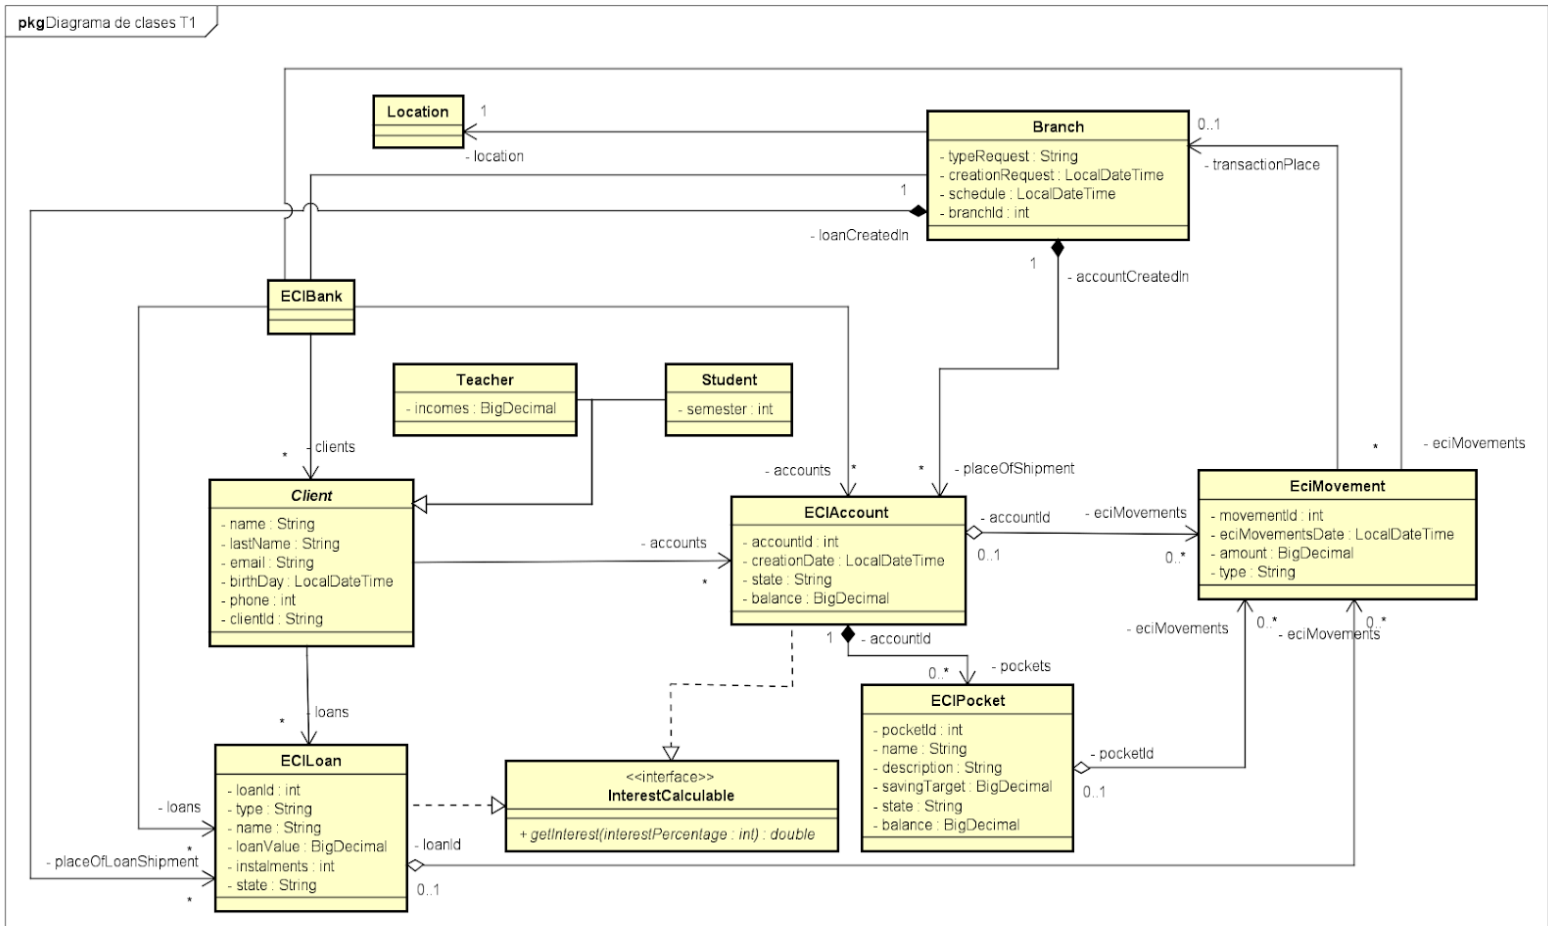 pkg Diagrama de clases T1
Location
1
- location
Branch
- typeRequest : String
- creationRequest : LocalDateTime
- schedule : LocalDateTime
- branchId : int
0..1
- transactionPlace
1
- loanCreatedIn
1
- accountCreatedIn
ECIBank
Teacher
- incomes : BigDecimal
Student
- semester : int
- clients
*
- accounts
*
*
- placeOfShipment
*
- eciMovements
Client
- name : String
- lastName : String
- email : String
- birthDay : LocalDateTime
- phone : int
- clientId : String
- accounts
*
ECIAccount
- accountId : int
- creationDate : LocalDateTime
- state : String
- balance : BigDecimal
- accountId
0..1
- eciMovements
0..*
EciMovement
- movementId : int
- eciMovementsDate : LocalDateTime
- amount : BigDecimal
- type : String
1
- accountId
0..*
- pockets
- eciMovements
0..*
- eciMovements
0..*
- loans
*
ECIPocket
- pocketId : int
- name : String
- description : String
- savingTarget : BigDecimal
- state : String
- balance : BigDecimal
- pocketId
0..1
ECILoan
- loanId : int
- type : String
- name : String
- loanValue : BigDecimal
- instalments : int
- state : String
- loans
*
- placeOfLoanShipment
*
- loanId
0..1
<<interface>>
InterestCalculable
+ getInterest(interestPercentage : int) : double